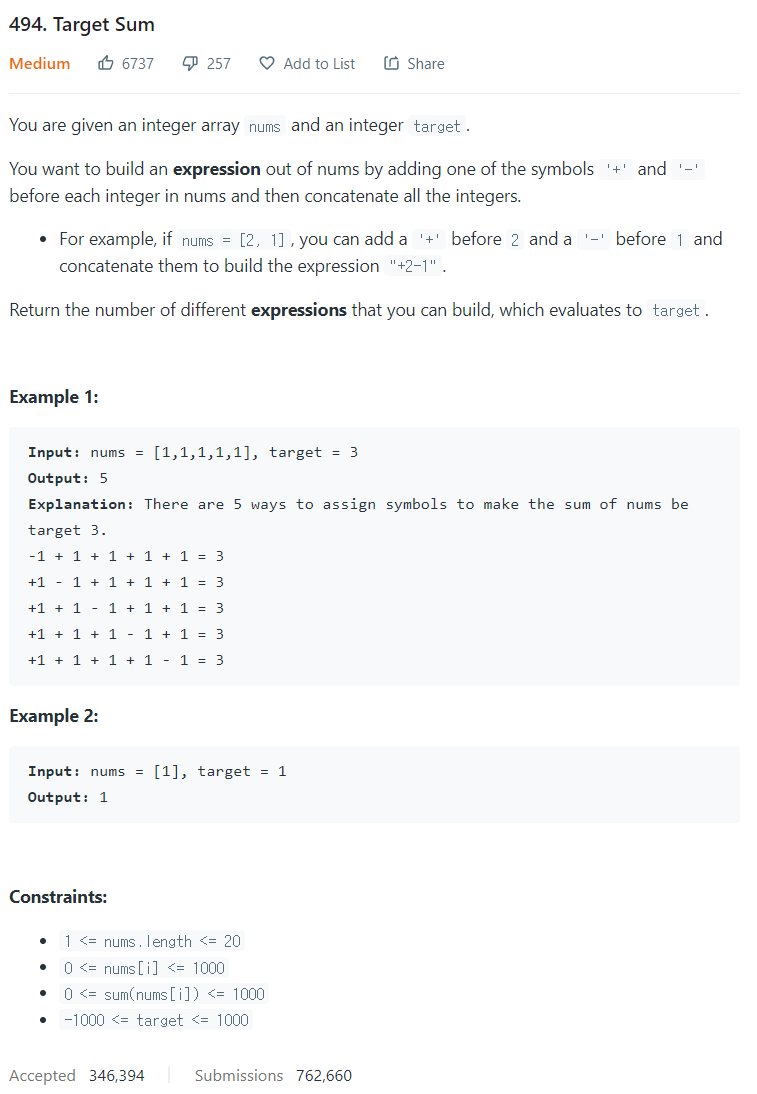 494. Target Sum
Medium 6737 257 Add to List Share
You are given an integer array nums and an integer target.
You want to build an expression out of nums by adding one of the symbols '+' and '-'
before each integer in nums and then concatenate all the integers.
• For example, if nums = [2, 1], you can add a '+' before 2 and a '-' before 1 and
concatenate them to build the expression "+2-1".
Return the number of different expressions that you can build, which evaluates to target.
Example 1:
Input: nums = [1,1,1,1,1], target = 3
Output: 5
Explanation: There are 5 ways to assign symbols to make the sum of nums be
target 3.
-1 + 1 + 1 + 1 + 1 = 3
+1 - 1 + 1 + 1 + 1 = 3
+1 + 1 - 1 + 1 + 1 = 3
+1 + 1 + 1 - 1 + 1 = 3
+1 + 1 + 1 + 1 - 1 = 3
Example 2:
Input: nums = [1], target = 1
Output: 1
Constraints:
• 1 <= nums.length <= 20
• 0 <= nums[i] <= 1000
• 0 <= sum(nums[i]) <= 1000
• -1000 <= target <= 1000
Accepted 346,394 Submissions 762,660